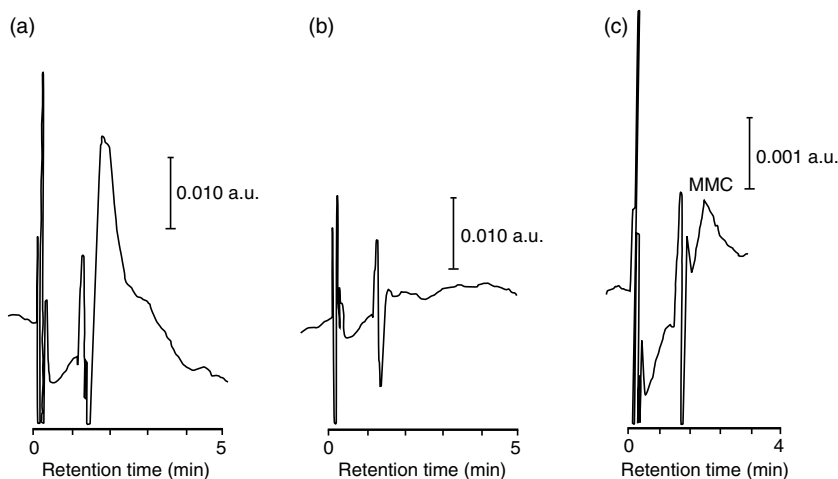 (a)
(b)
(c)
0.010 a.u.
0.010 a.u.
0.001 a.u.
MMC
0 5
Retention time (min)
0 5
Retention time (min)
0 4
Retention time (min)